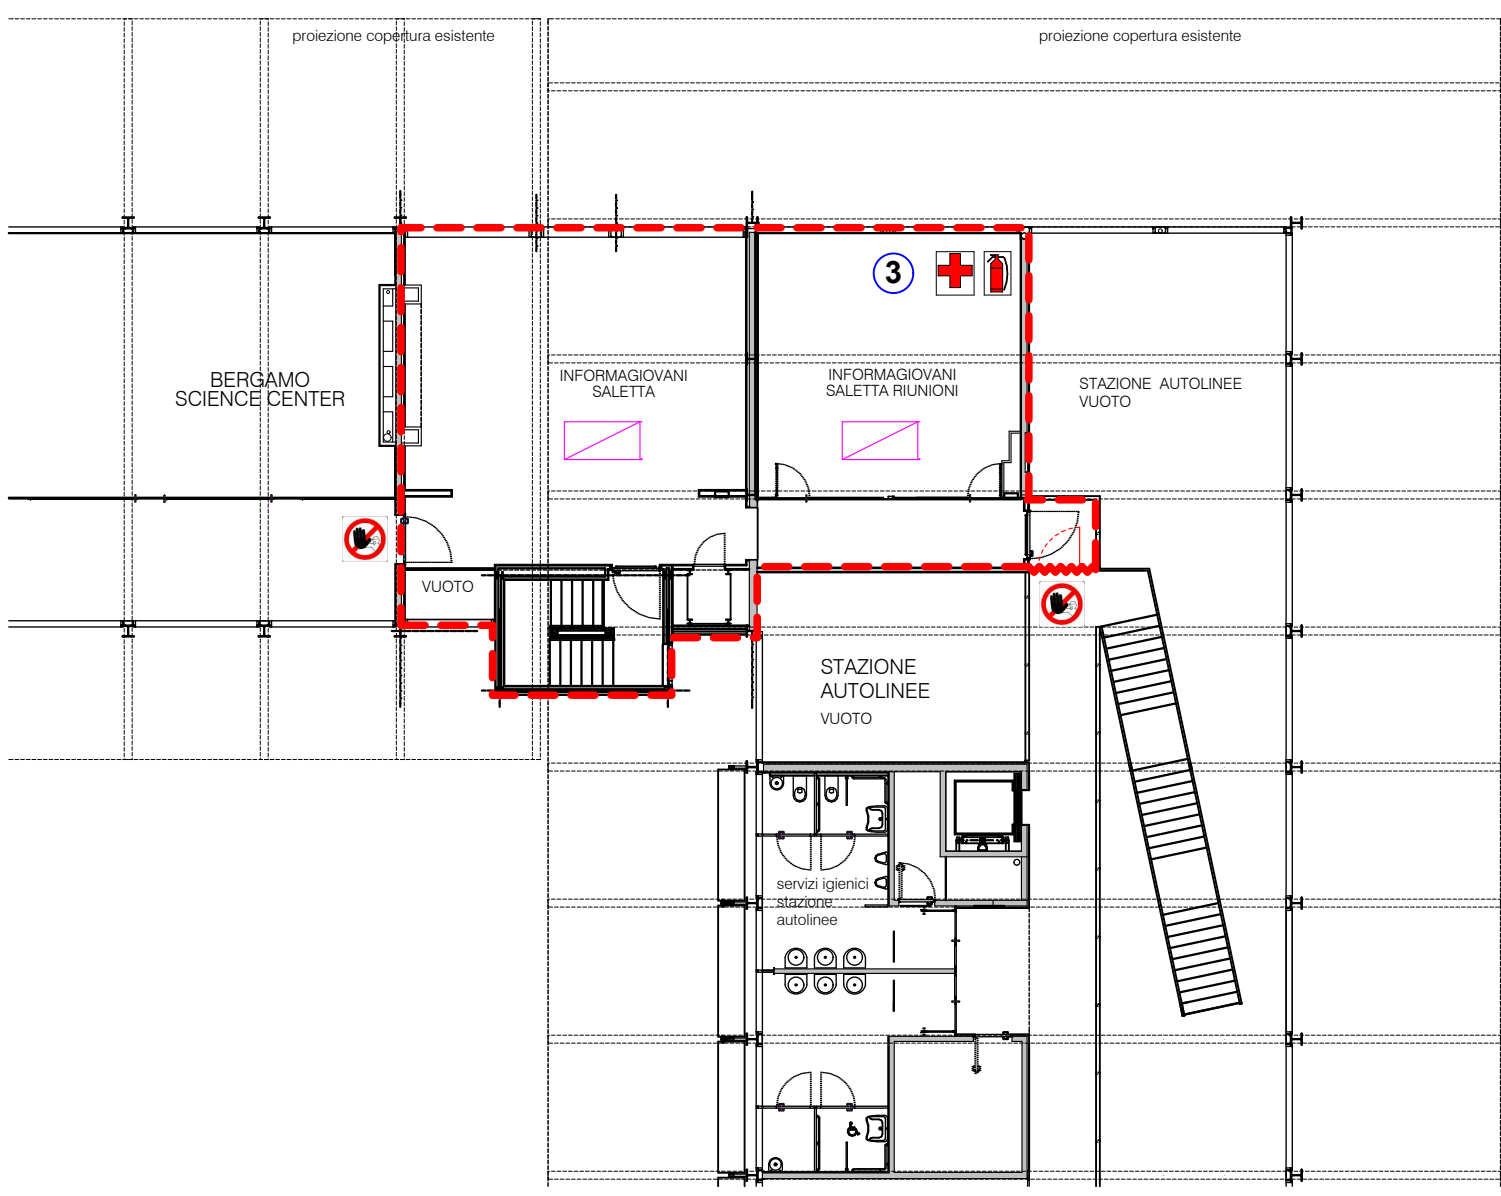 proiezione copertura esistente
proiezione copertura esistente
3
BERGAMO
SCIENCE CENTER
INFORMAGIOVANI
SALETTA
INFORMAGIOVANI
SALETTA RIUNIONI
STAZIONE AUTOLINEE
VUOTO
VUOTO
STAZIONE
AUTOLINEE
VUOTO
servizi igienici
stazione
autolinee